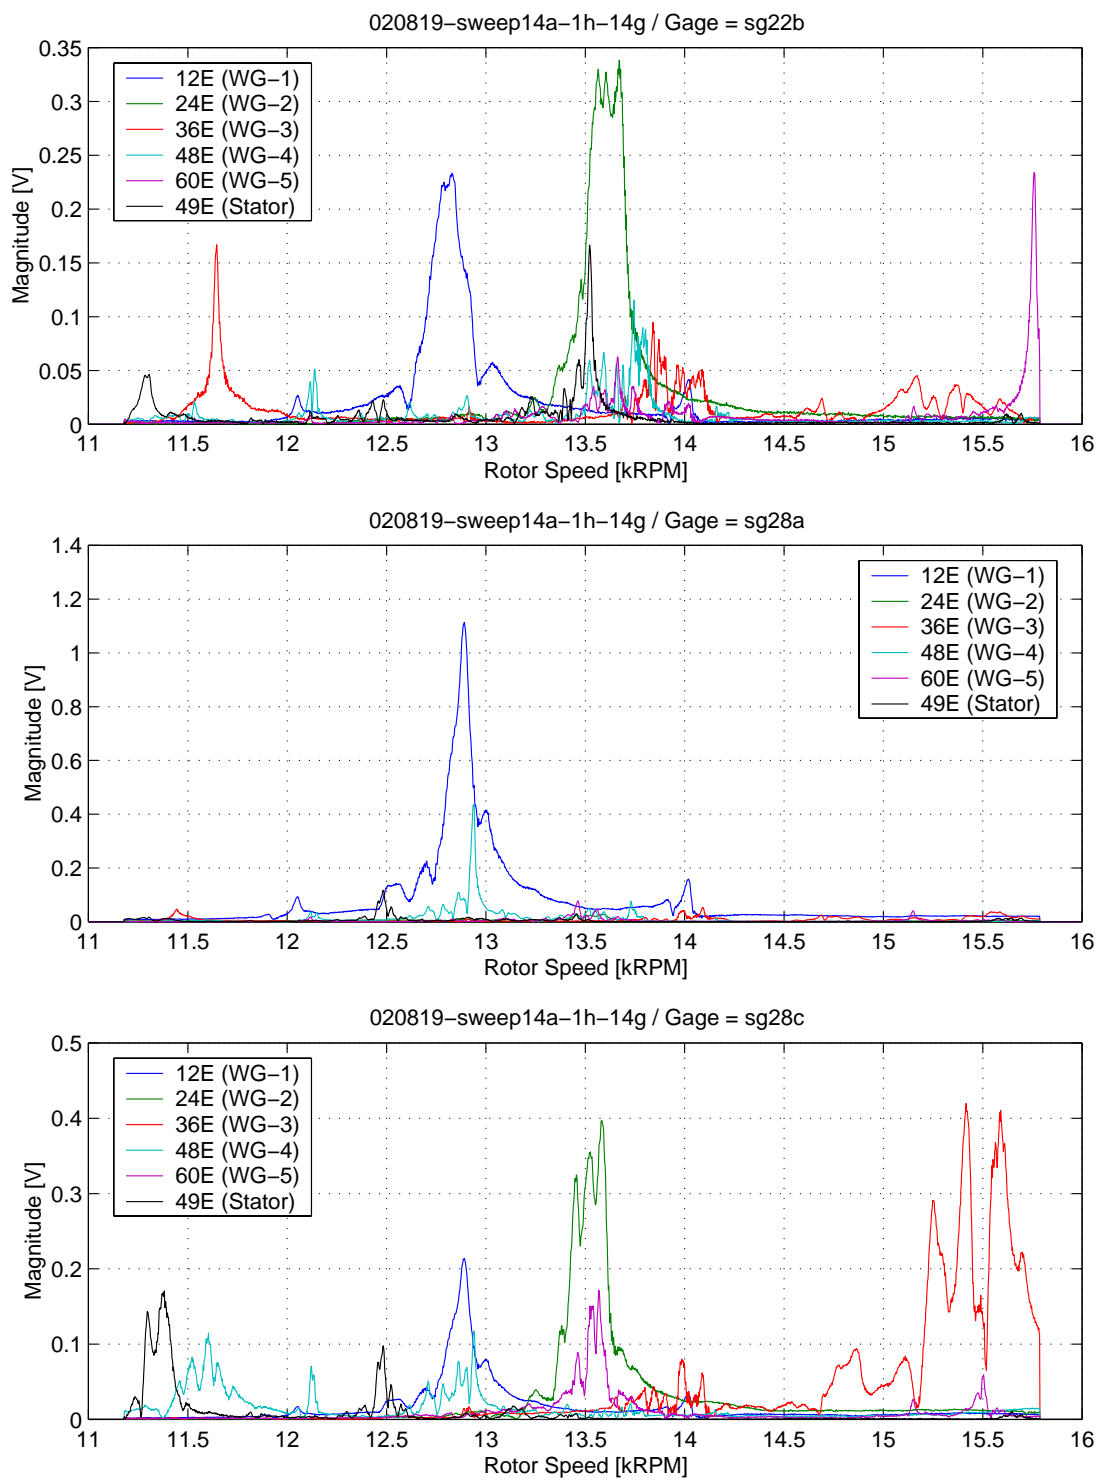 020819−sweep14a−1h−14g / Gage = sg22b
0.35
0.3
0.25
0.2
0.15
0.1
0.05
0
Magnitude [V]
12E (WG−1)
24E (WG−2)
36E (WG−3)
48E (WG−4)
60E (WG−5)
49E (Stator)
11 11.5 12 12.5 13 13.5 14 14.5 15 15.5 16
Rotor Speed [kRPM]
020819−sweep14a−1h−14g / Gage = sg28a
1.4
1.2
1
0.8
0.6
0.4
0.2
0
Magnitude [V]
12E (WG−1)
24E (WG−2)
36E (WG−3)
48E (WG−4)
60E (WG−5)
49E (Stator)
11 11.5 12 12.5 13 13.5 14 14.5 15 15.5 16
Rotor Speed [kRPM]
020819−sweep14a−1h−14g / Gage = sg28c
0.5
0.4
0.3
0.2
0.1
0
Magnitude [V]
12E (WG−1)
24E (WG−2)
36E (WG−3)
48E (WG−4)
60E (WG−5)
49E (Stator)
11 11.5 12 12.5 13 13.5 14 14.5 15 15.5 16
Rotor Speed [kRPM]